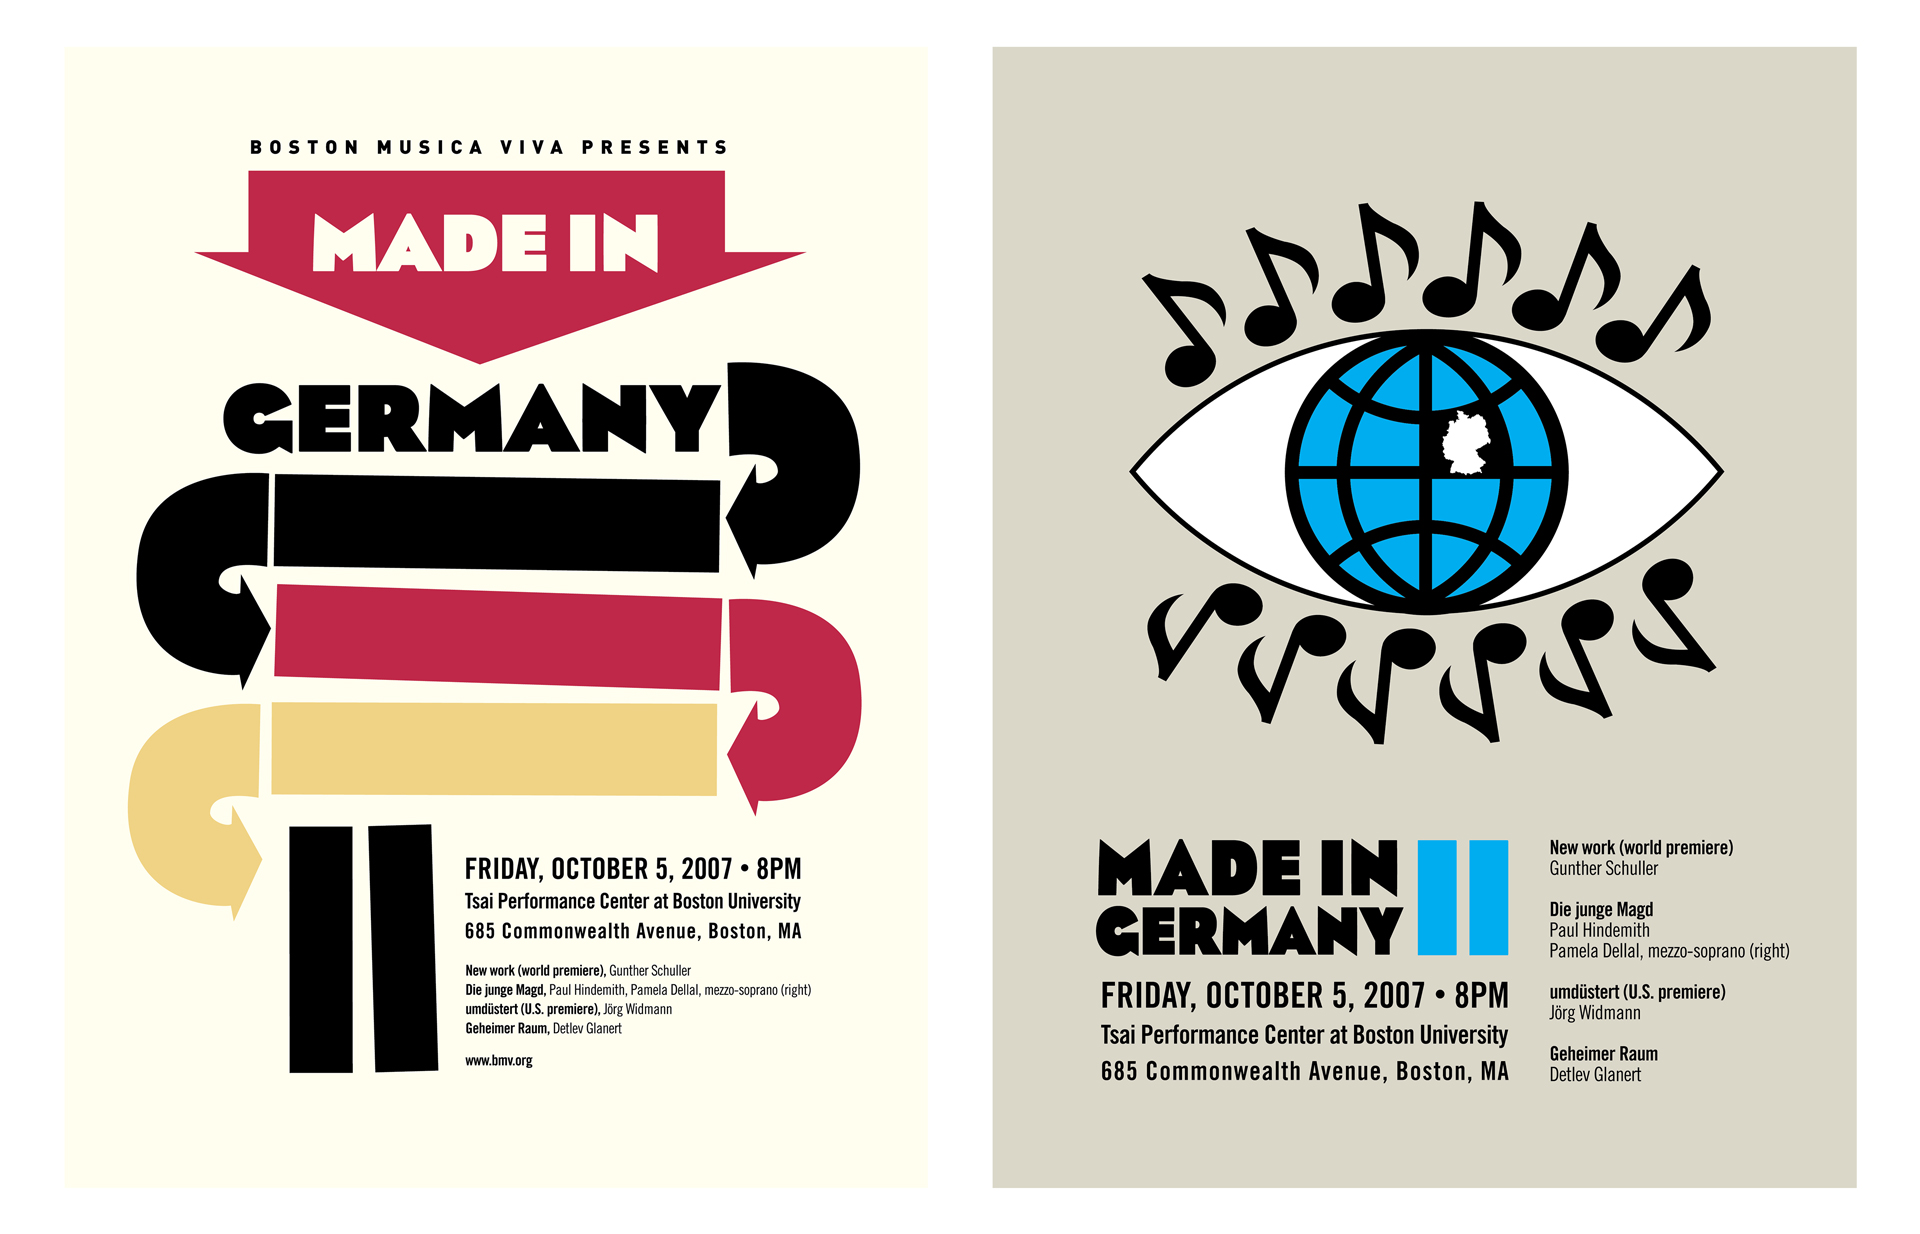 BOSTON MUSICA VIVA PRESENTS
MADE IN
GERMANY
II
FRIDAY, OCTOBER 5, 2007 • 8PM
Tsai Performance Center at Boston University
685 Commonwealth Avenue, Boston, MA
New work (world premiere), Gunther Schuller
Die junge Magd, Paul Hindemith, Pamela Dellal, mezzo-soprano (right)
umdüstert (U.S. premiere), Jörg Widmann
Geheimer Raum, Detlev Glanert
www.bmv.org
MADE IN
GERMANY II
FRIDAY, OCTOBER 5, 2007 • 8PM
Tsai Performance Center at Boston University
685 Commonwealth Avenue, Boston, MA
New work (world premiere)
Gunther Schuller
Die junge Magd
Paul Hindemith
Pamela Dellal, mezzo-soprano (right)
umdüstert (U.S. premiere)
Jörg Widmann
Geheimer Raum
Detlev Glanert